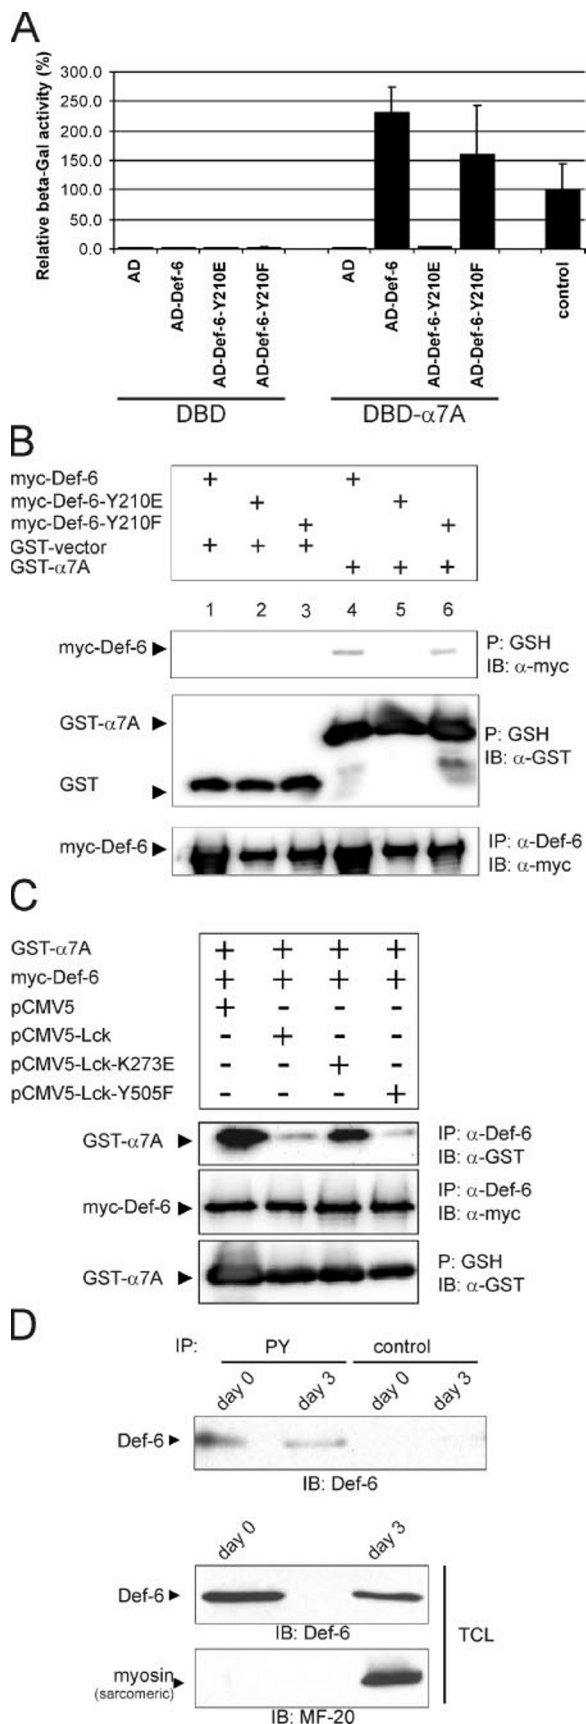 A
Relative beta-Gal activity (%)
300.0
250.0
200.0
150.0
100.0
50.0
0.0
AD
AD-Def-6
AD-Def-6-Y210E
AD-Def-6-Y210F
AD
AD-Def-6
AD-Def-6-Y210E
AD-Def-6-Y210F
control
DBD
DBD-α7A
B
myc-Def-6 + +
myc-Def-6-Y210E + +
myc-Def-6-Y210F + +
GST-vector + + +
GST-α7A + + +
1 2 3 4 5 6
myc-Def-6
P: GSH
IB: α-myc
GST-α7A
GST
P: GSH
IB: α-GST
myc-Def-6
IP: α-Def-6
IB: α-myc
C
GST-α7A + + + +
myc-Def-6 + + + +
pCMV5 + - - -
pCMV5-Lck - + - -
pCMV5-Lck-K273E - - + -
pCMV5-Lck-Y505F - - - +
GST-α7A
IP: α-Def-6
IB: α-GST
myc-Def-6
IP: α-Def-6
IB: α-myc
GST-α7A
P: GSH
IB: α-GST
D
IP: PY control
day 0 day 3 day 0 day 3
Def-6
IB: Def-6
day 0 day 3
Def-6
IB: Def-6
TCL
myosin
(sarcomeric)
IB: MF-20